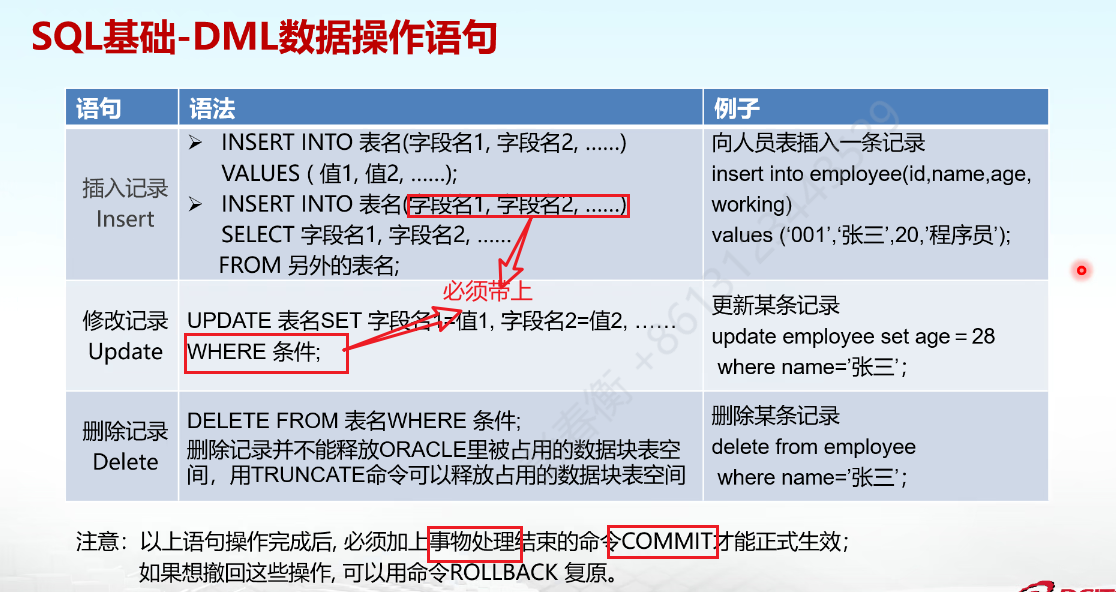 SQL基础-DML数据操作语句
语句
语法
例子
插入记录
Insert
➢ INSERT INTO 表名(字段名1, 字段名2, ……)
VALUES ( 值1, 值2, ……);
➢ INSERT INTO 表名(字段名1, 字段名2, ……)
SELECT 字段名1, 字段名2, ……
FROM 另外的表名;
向人员表插入一条记录
insert into employee(id,name,age,
working)
values (‘001’,‘张三’,20,’程序员’);
必须带上
修改记录
Update
UPDATE 表名SET 字段名1=值1, 字段名2=值2, ……
WHERE 条件;
更新某条记录
update employee set age＝28
where name=’张三’;
删除记录
Delete
DELETE FROM 表名WHERE 条件;
删除记录并不能释放ORACLE里被占用的数据块表空
间，用TRUNCATE命令可以释放占用的数据块表空间
删除某条记录
delete from employee
where name=’张三’;
注意：以上语句操作完成后, 必须加上事物处理结束的命令COMMIT才能正式生效;
如果想撤回这些操作, 可以用命令ROLLBACK 复原。